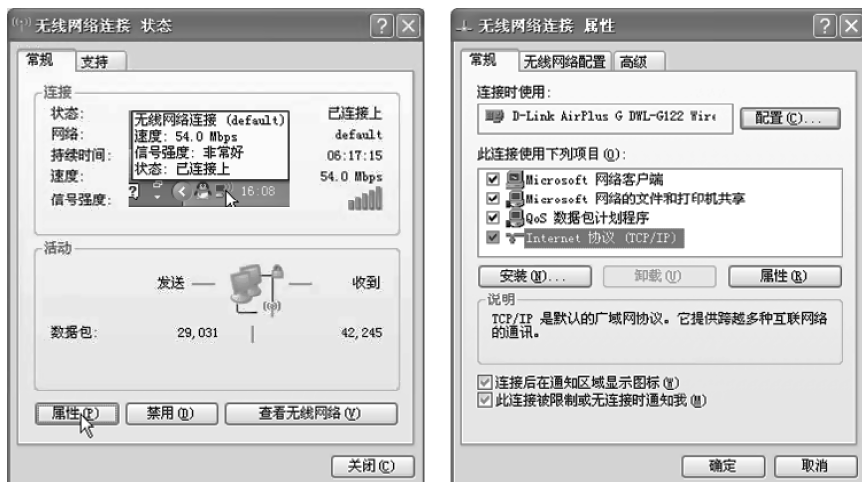 无线网络连接 状态
常规 支持
连接
状态: 已连接上
网络: default
持续时间: 06:17:15
速度: 54.0 Mbps
信号强度:
无线网络连接 (default)
速度: 54.0 Mbps
信号强度: 非常好
状态: 已连接上
16:08
活动
发送 — — 收到
数据包: 29,031 | 42,245
属性(P) 禁用(D) 查看无线网络(V)
关闭(C)
无线网络连接 属性
常规 无线网络配置 高级
连接时使用:
D-Link AirPlus G DWL-G122 Wire
配置(C)...
此连接使用下列项目(O):
Microsoft 网络客户端
Microsoft 网络的文件和打印机共享
QoS 数据包计划程序
Internet 协议 (TCP/IP)
安装(N)... 卸载(U) 属性(R)
说明
TCP/IP 是默认的广域网协议。它提供跨越多种互联网络
的通讯。
连接后在通知区域显示图标(W)
此连接被限制或无连接时通知我(M)
确定 取消